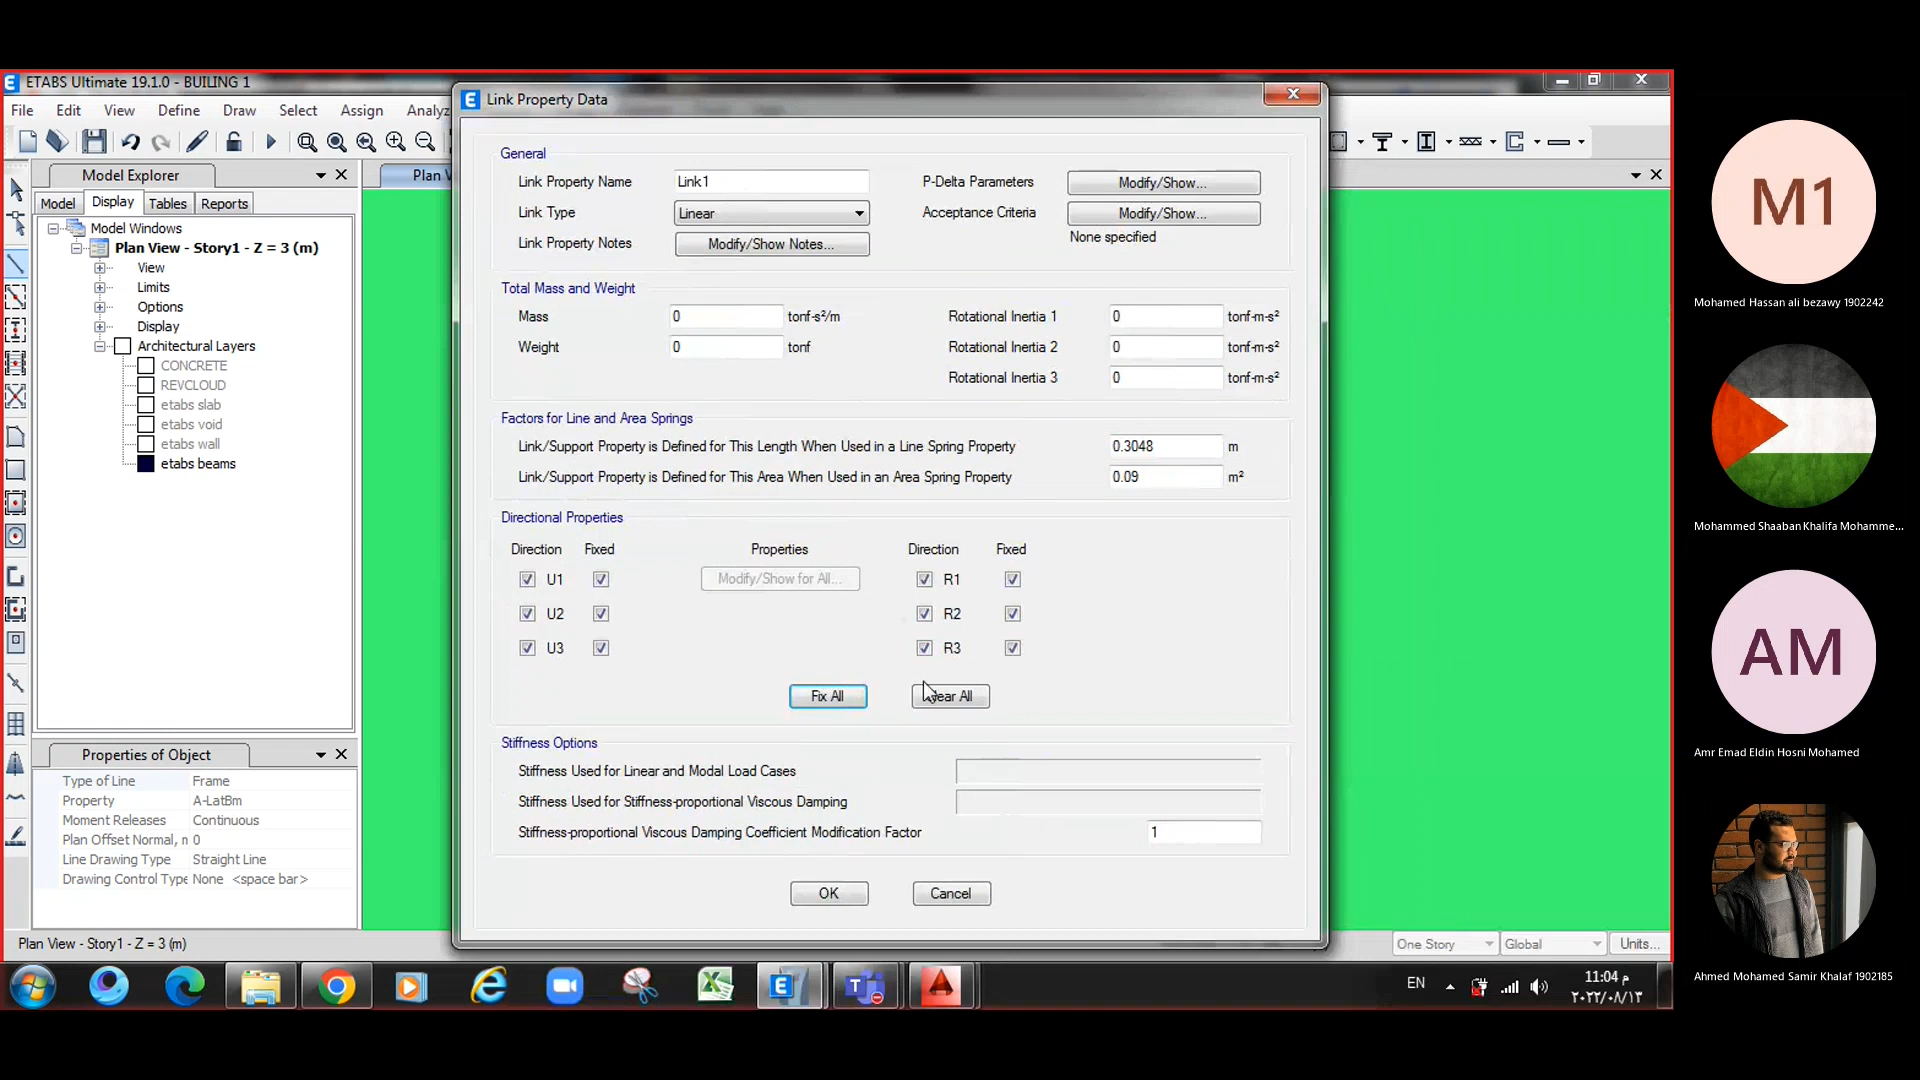 ETABS Ultimate 19.1.0 - BUILING 1
File Edit View Define Draw Select Assign Analyz
Model Explorer
Model Display Tables Reports
Model Windows
Plan View - Story1 - Z = 3 (m)
View
Limits
Options
Display
Architectural Layers
CONCRETE
REVCLOUD
etabs slab
etabs void
etabs wall
etabs beams
Properties of Object
Type of Line Frame
Property A-LatBm
Moment Releases Continuous
Plan Offset Normal, n 0
Line Drawing Type Straight Line
Drawing Control Type None <space bar>
Plan View - Story1 - Z = 3 (m)
Plan V
Link Property Data
General
Link Property Name Link1
Link Type Linear
Link Property Notes Modify/Show Notes...
P-Delta Parameters Modify/Show...
Acceptance Criteria Modify/Show...
None specified
Total Mass and Weight
Mass 0 tonf-s²/m
Weight 0 tonf
Rotational Inertia 1 0 tonf-m-s²
Rotational Inertia 2 0 tonf-m-s²
Rotational Inertia 3 0 tonf-m-s²
Factors for Line and Area Springs
Link/Support Property is Defined for This Length When Used in a Line Spring Property 0.3048 m
Link/Support Property is Defined for This Area When Used in an Area Spring Property 0.09 m²
Directional Properties
Direction Fixed Properties Direction Fixed
U1 Modify/Show for All... R1
U2 R2
U3 R3
Fix All Clear All
Stiffness Options
Stiffness Used for Linear and Modal Load Cases
Stiffness Used for Stiffness-proportional Viscous Damping
Stiffness-proportional Viscous Damping Coefficient Modification Factor 1
OK Cancel
One Story Global Units...
EN
11:04 م
٢٠٢٢/٠٨/١٣
M1
Mohamed Hassan ali bezawy 1902242
Mohammed Shaaban Khalifa Mohamme...
AM
Amr Emad Eldin Hosni Mohamed
Ahmed Mohamed Samir Khalaf 1902185